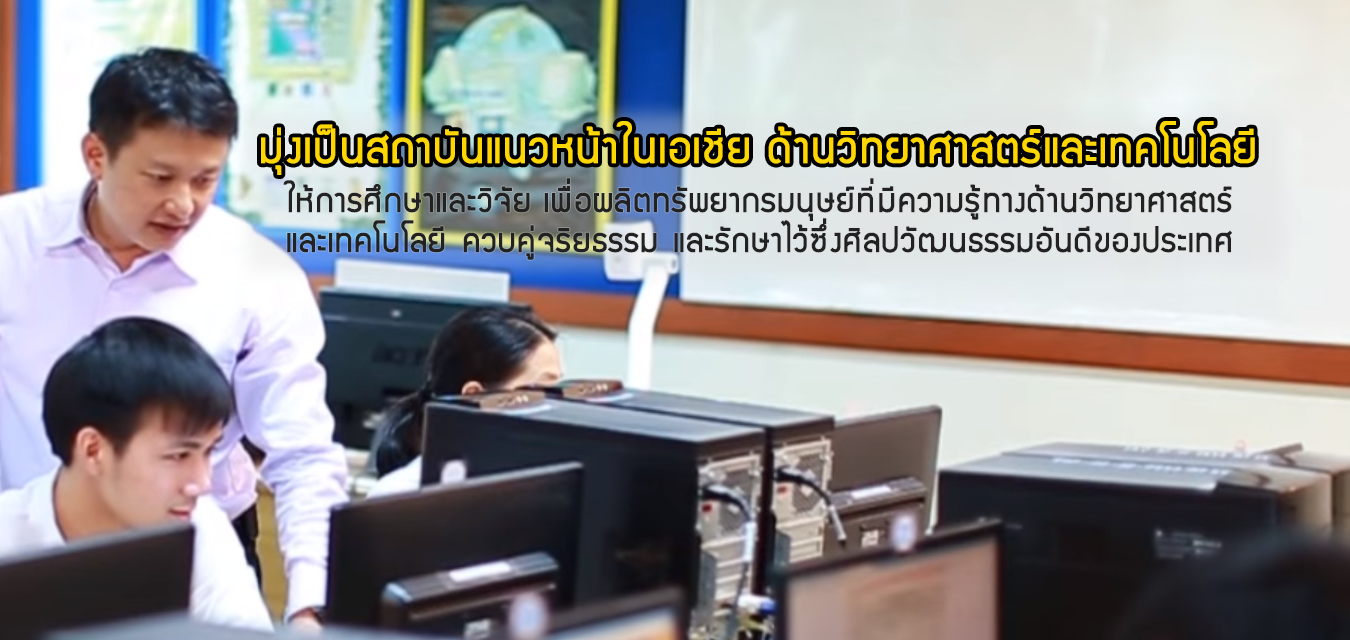 มุ่งเป็นสถาบันแนวหน้าในเอเชีย ด้านวิทยาศาสตร์และเทคโนโลยี
ให้การศึกษาและวิจัย เพื่อผลิตทรัพยากรมนุษย์ที่มีความรู้ทางด้านวิทยาศาสตร์
และเทคโนโลยี ควบคู่จริยธรรม และรักษาไว้ซึ่งศิลปวัฒนธรรมอันดีของประเทศ